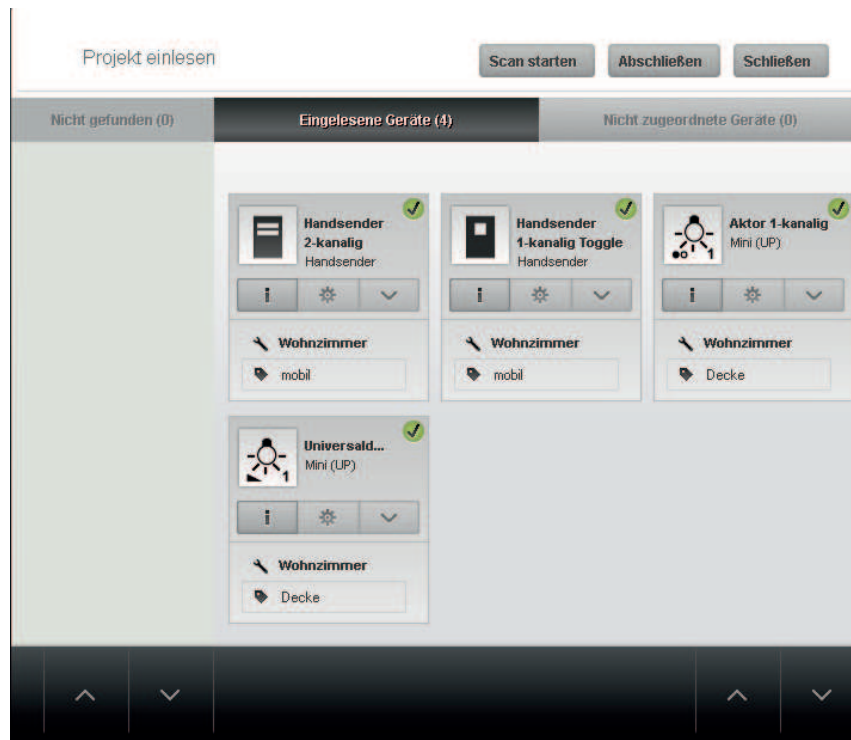 Projekt einlesen
Scan starten
Abschließen
Schließen
Nicht gefunden (0)
Eingelesene Geräte (4)
Nicht zugeordnete Geräte (0)
Handsender
2-kanalig
Handsender
i
Wohnzimmer
mobil
Handsender
1-kanalig Toggle
Handsender
i
Wohnzimmer
mobil
1
Aktor 1-kanalig
Mini (UP)
i
Wohnzimmer
Decke
1
Universald...
Mini (UP)
i
Wohnzimmer
Decke